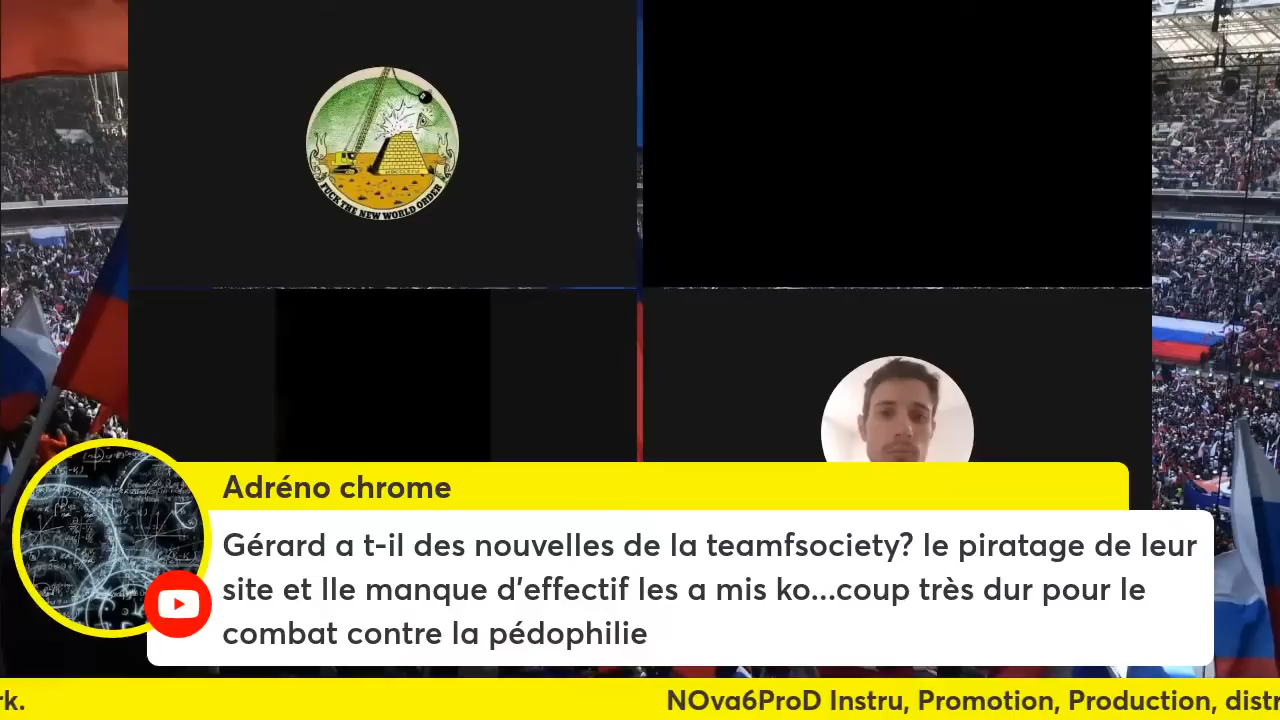 FUCK THE NEW WORLD ORDER
Adréno chrome
Gérard a t-il des nouvelles de la teamfsociety? le piratage de leur
site et lle manque d'effectif les a mis ko...coup très dur pour le
combat contre la pédophilie
rk.
NOva6ProD Instru, Promotion, Production, distr